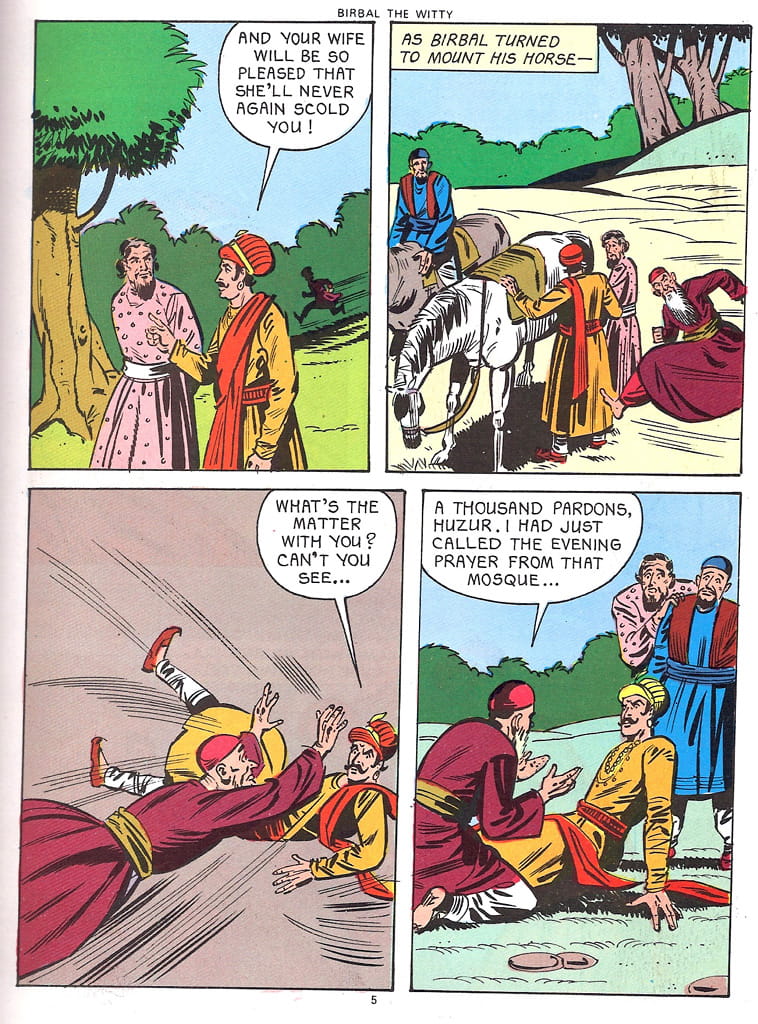 BIRBAL THE WITTY
AND YOUR WIFE
WILL BE SO
PLEASED THAT
SHE'LL NEVER
AGAIN SCOLD
YOU!
AS BIRBAL TURNED
TO MOUNT HIS HORSE—
WHAT'S THE
MATTER
WITH YOU?
CAN'T YOU
SEE...
A THOUSAND PARDONS,
HUZUR. I HAD JUST
CALLED THE EVENING
PRAYER FROM THAT
MOSQUE...
5